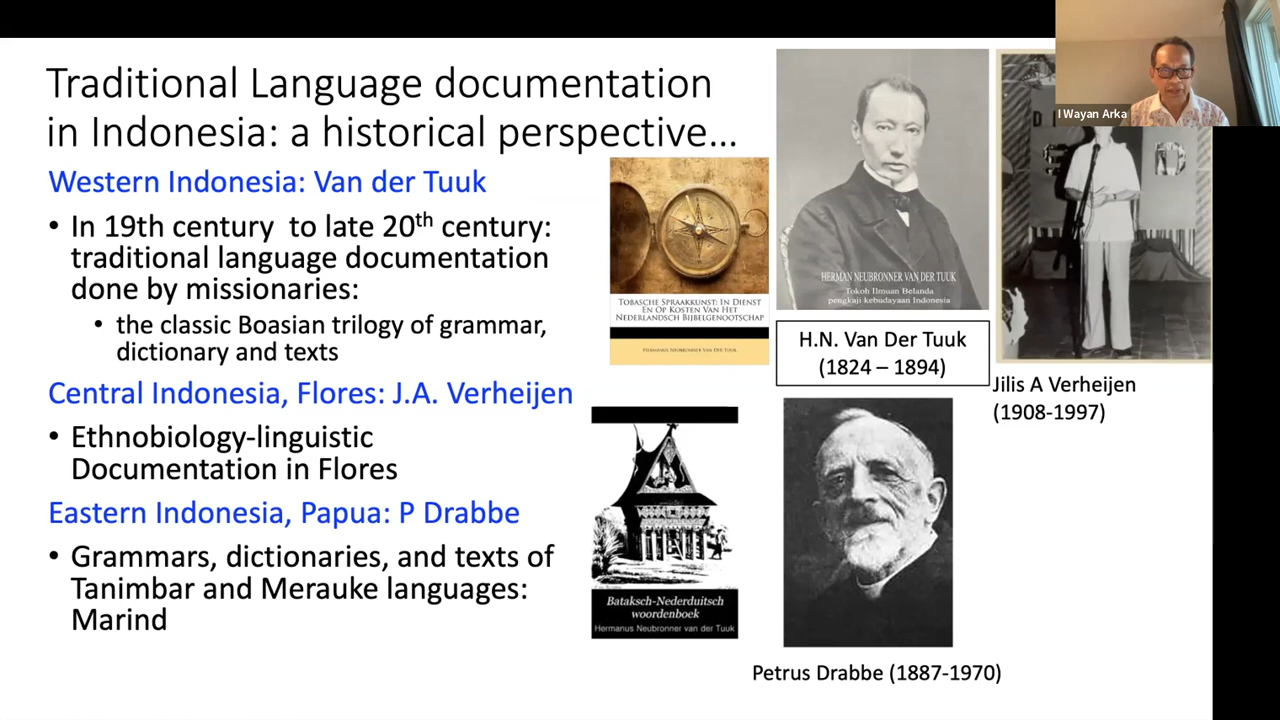 Traditional Language documentation
in Indonesia: a historical perspective...
Western Indonesia: Van der Tuuk
• In 19th century to late 20th century:
traditional language documentation
done by missionaries:
• the classic Boasian trilogy of grammar,
dictionary and texts
Central Indonesia, Flores: J.A. Verheijen
• Ethnobiology-linguistic
Documentation in Flores
Eastern Indonesia, Papua: P Drabbe
• Grammars, dictionaries, and texts of
Tanimbar and Merauke languages:
Marind
TOBASCHE SPRAAKKUNST: IN DIENST
EN OP KOSTEN VAN HET
NEDERLANDSCH BIJBELGENOOTSCHAP
HERMANUS NEUBRONNER VAN DER TUUK
Bataksch-Nederduitsch
woordenboek
Hermanus Neubronner van der Tuuk
HERMAN NEUBRONNER VAN DER TUUK
Tokoh Ilmuan Belanda
pengkaji kebudayaan Indonesia
H.N. Van Der Tuuk
(1824 – 1894)
Petrus Drabbe (1887-1970)
I Wayan Arka
Jilis A Verheijen
(1908-1997)